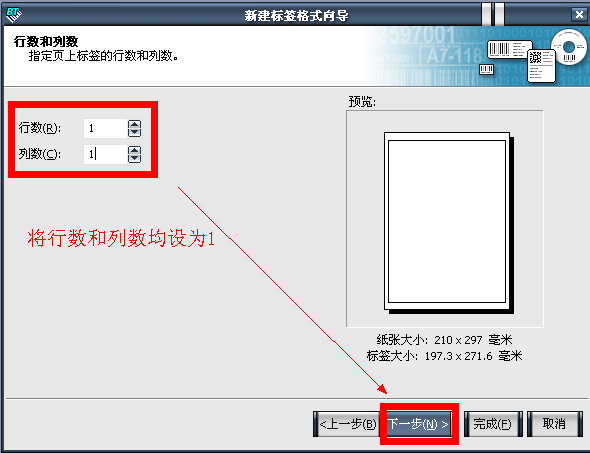 BT
新建标签格式向导
行数和列数
指定页上标签的行数和列数。
3597001
A7-118
行数(R): 1
列数(C): 1
预览:
将行数和列数均设为1
纸张大小: 210 x 297 毫米
标签大小: 197.3 x 271.6 毫米
<上一步(B)
下一步(N) >
完成(F)
取消